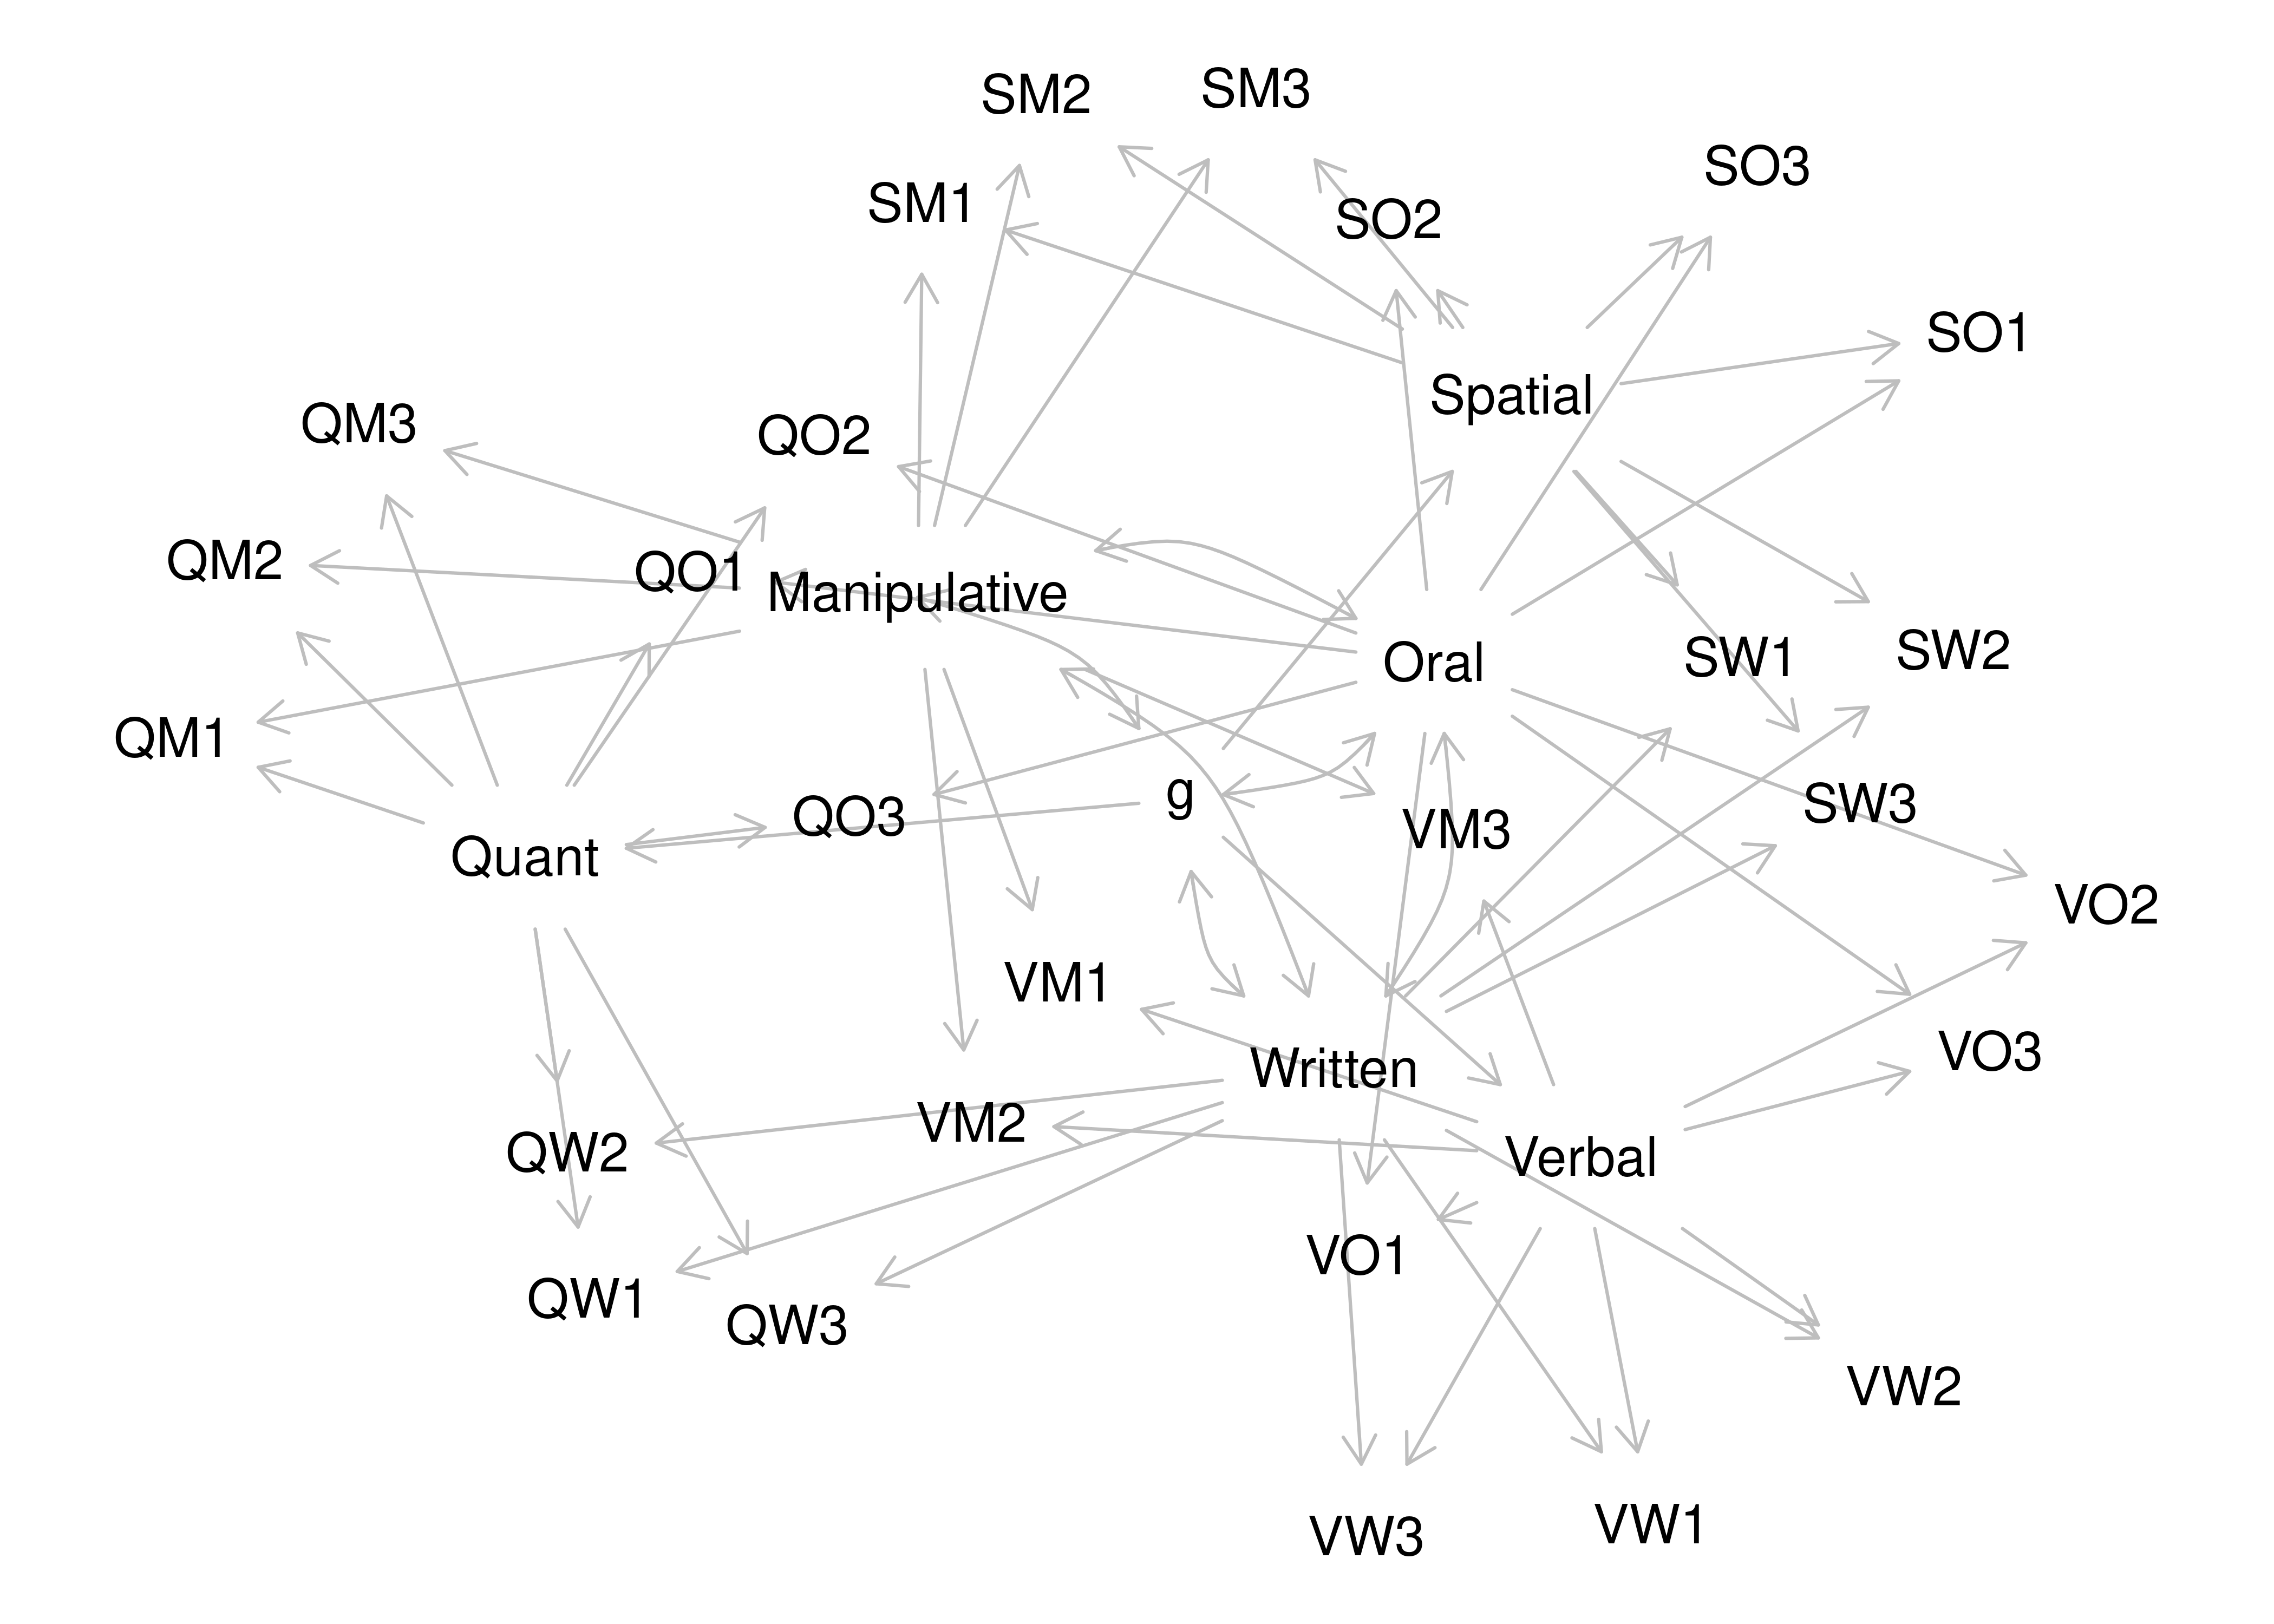 SM3
SM2
SO3
SM1
SO2
SO1
Spatial
QM3
QO2
QM2
QO1
Manipulative
Oral
SW1
SW2
QM1
g
SW3
QO3
VM3
Quant
VO2
VM1
VO3
Written
VM2
QW2
Verbal
VO1
QW1
QW3
VW2
VW1
VW3